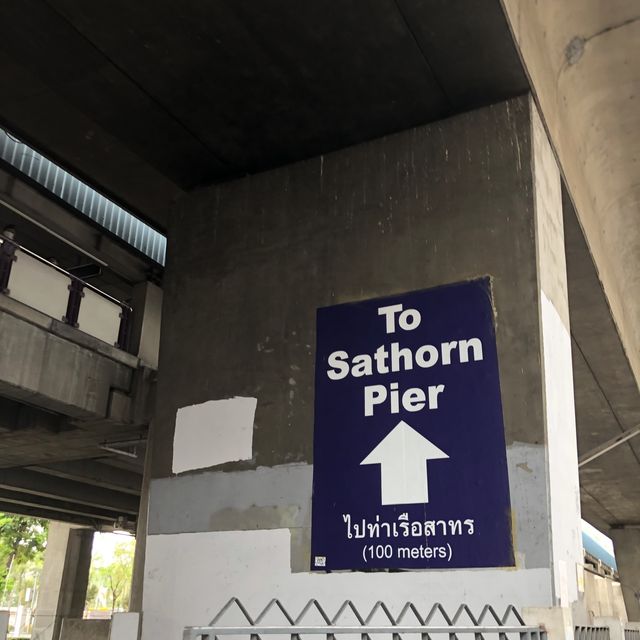 To
Sathorn
Pier
ไปท่าเรือสาทร
(100 meters)